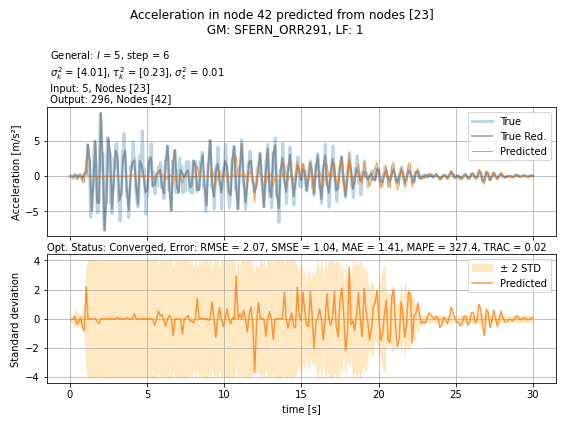 Acceleration in node 42 predicted from nodes [23]
GM: SFERN_ORR291, LF: 1
General: l = 5, step = 6
σ²ₖ = [4.01], τ²ₖ = [0.23], σ²ε = 0.01
Input: 5, Nodes [23]
Output: 296, Nodes [42]
Acceleration [m/s²]
5
0
−5
True
True Red.
Predicted
Opt. Status: Converged, Error: RMSE = 2.07, SMSE = 1.04, MAE = 1.41, MAPE = 327.4, TRAC = 0.02
Standard deviation
4
2
0
−2
−4
± 2 STD
Predicted
0 5 10 15 20 25 30
time [s]